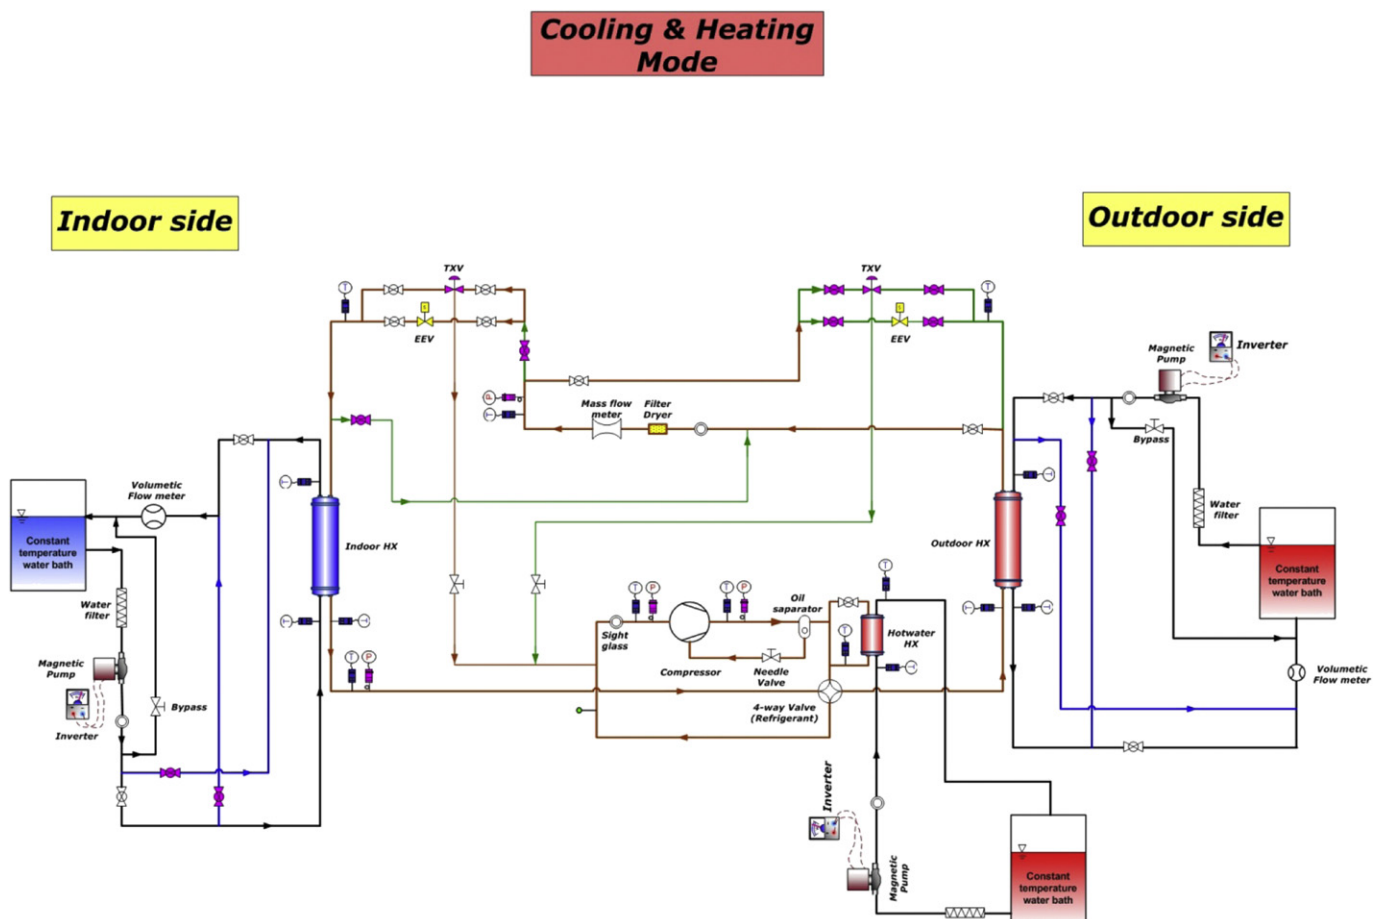 Cooling & Heating
Mode
Indoor side
Outdoor side
TXV
TXV
T
T
S
S
EEV
EEV
Magnetic
Pump
Inverter
P
T
Mass flow
meter
Filter
Dryer
Bypass
Volumetic
Flow meter
T
T
Constant
temperature
water bath
Indoor HX
Outdoor HX
Water
filter
Constant
temperature
water bath
Water
filter
T
T
T
P
T
P
Oil
saparator
T
T
T
T
Sight
glass
Compressor
Needle
Valve
T
Hotwater
HX
T
Magnetic
Pump
T
P
Volumetic
Flow meter
Inverter
Bypass
4-way Valve
(Refrigerant)
Inverter
Magnetic
Pump
Constant
temperature
water bath